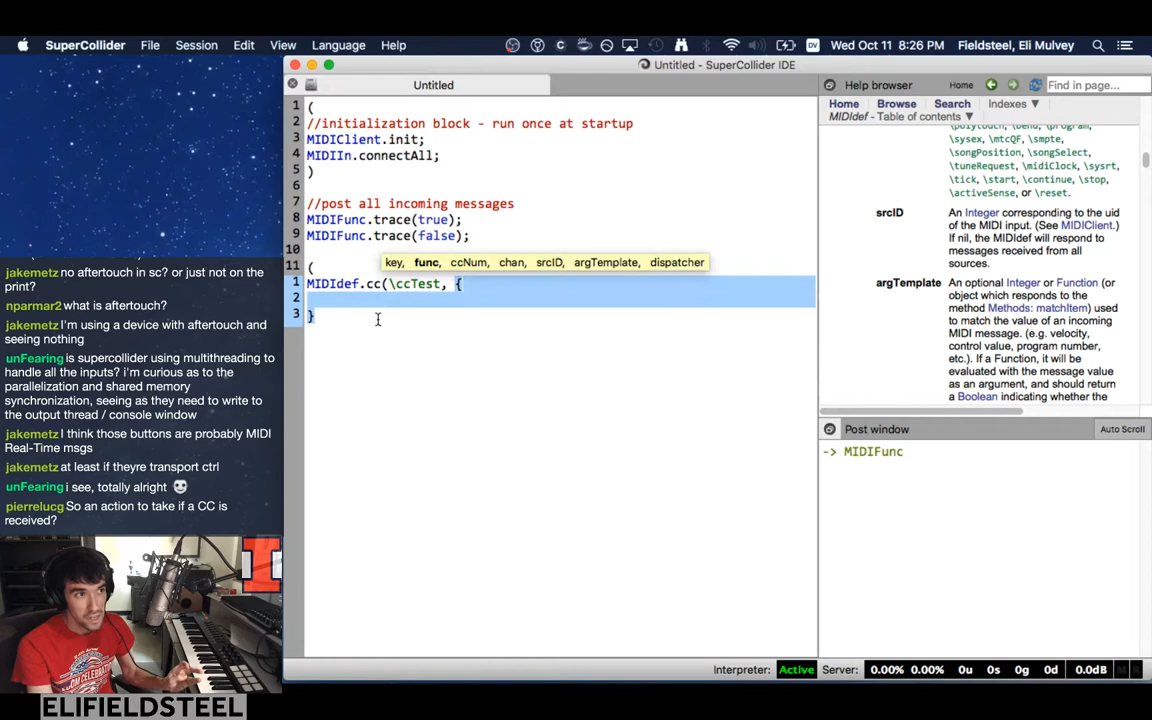 SuperCollider File Session Edit View Language Help
DV Wed Oct 11 8:26 PM Fieldsteel, Eli Mulvey
Untitled - SuperCollider IDE
Untitled
1 (
2 //initialization block - run once at startup
3 MIDIClient.init;
4 MIDIIn.connectAll;
5 )
6
7 //post all incoming messages
8 MIDIFunc.trace(true);
9 MIDIFunc.trace(false);
10
key, func, ccNum, chan, srcID, argTemplate, dispatcher
11 (
1 MIDIdef.cc(\ccTest, {
2
3 }
Help browser Home Find in page...
Home Browse Search Indexes ▼
MIDIdef - Table of contents ▼
\polytouch, \bend, \program,
\sysex, \mtcQF, \smpte,
\songPosition, \songSelect,
\tuneRequest, \midiClock, \sysrt,
\tick, \start, \continue, \stop,
\activeSense, or \reset.
srcID An Integer corresponding to the uid
of the MIDI input. (See MIDIClient.)
If nil, the MIDIdef will respond to
messages received from all
sources.
argTemplate An optional Integer or Function (or
object which responds to the
method Methods: matchItem) used
to match the value of an incoming
MIDI message. (e.g. velocity,
control value, program number,
etc.). If a Function, it will be
evaluated with the message value
as an argument, and should return
a Boolean indicating whether the
Post window Auto Scroll
-> MIDIFunc
Interpreter: Active Server: 0.00% 0.00% 0u 0s 0g 0d 0.0dB M R
jakemetz no aftertouch in sc? or just not on the
print?
nparmar2 what is aftertouch?
jakemetz I'm using a device with aftertouch and
seeing nothing
unFearing is supercollider using multithreading to
handle all the inputs? i'm curious as to the
parallelization and shared memory
synchronization, seeing as they need to write to
the output thread / console window
jakemetz I think those buttons are probably MIDI
Real-Time msgs
jakemetz at least if theyre transport ctrl
unFearing i see, totally alright
pierrelucg So an action to take if a CC is
received?
ELIFIELDSTEEL